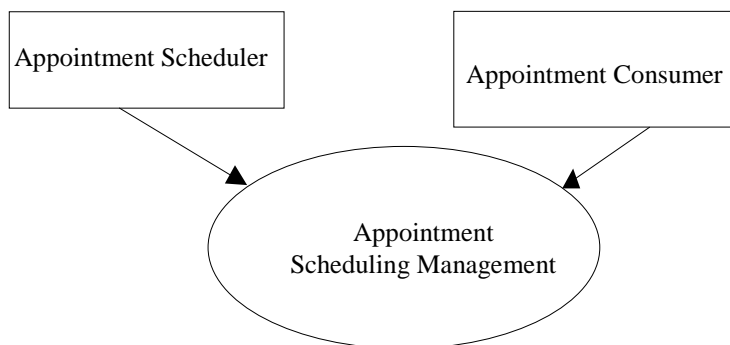 Appointment Scheduler
Appointment Consumer
Appointment
Scheduling Management